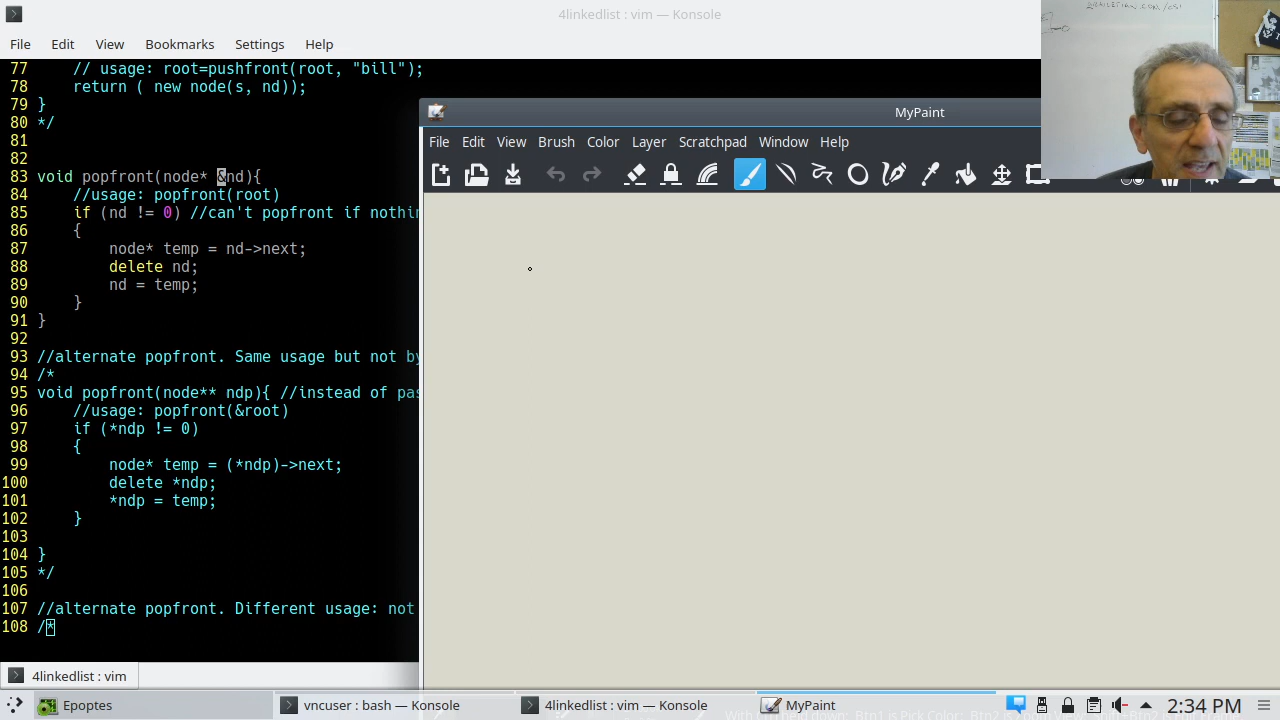 4linkedlist : vim — Konsole
File Edit View Bookmarks Settings Help
77 // usage: root=pushfront(root, "bill");
78 return ( new node(s, nd));
79 }
80 */
81
82
83 void popfront(node* &nd){
84 //usage: popfront(root)
85 if (nd != 0) //can't popfront if nothin
86 {
87 node* temp = nd->next;
88 delete nd;
89 nd = temp;
90 }
91 }
92
93 //alternate popfront. Same usage but not by
94 /*
95 void popfront(node** ndp){ //instead of pas
96 //usage: popfront(&root)
97 if (*ndp != 0)
98 {
99 node* temp = (*ndp)->next;
100 delete *ndp;
101 *ndp = temp;
102 }
103
104 }
105 */
106
107 //alternate popfront. Different usage: not
108 /*
4linkedlist : vim
MyPaint
File Edit View Brush Color Layer Scratchpad Window Help
Epoptes
vncuser : bash — Konsole
4linkedlist : vim — Konsole
MyPaint
2:34 PM